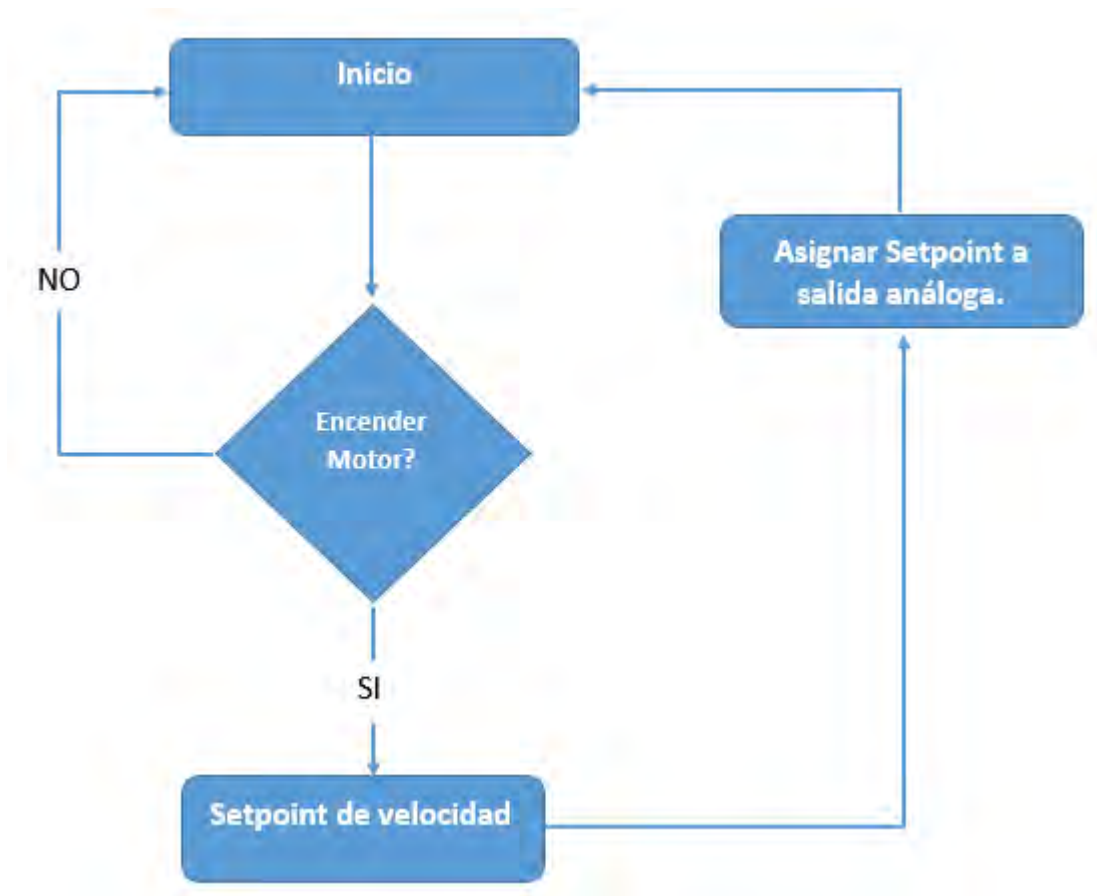 Inicio
NO
Encender
Motor?
SI
Setpoint de velocidad
Asignar Setpoint a
salida análoga.